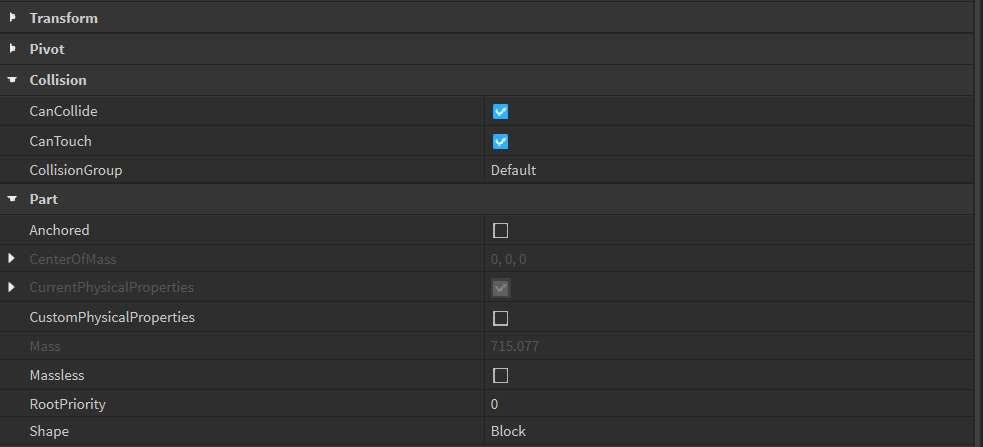 Transform
Pivot
Collision
CanCollide
CanTouch
CollisionGroup Default
Part
Anchored
CenterOfMass 0, 0, 0
CurrentPhysicalProperties
CustomPhysicalProperties
Mass 715.077
Massless
RootPriority 0
Shape Block